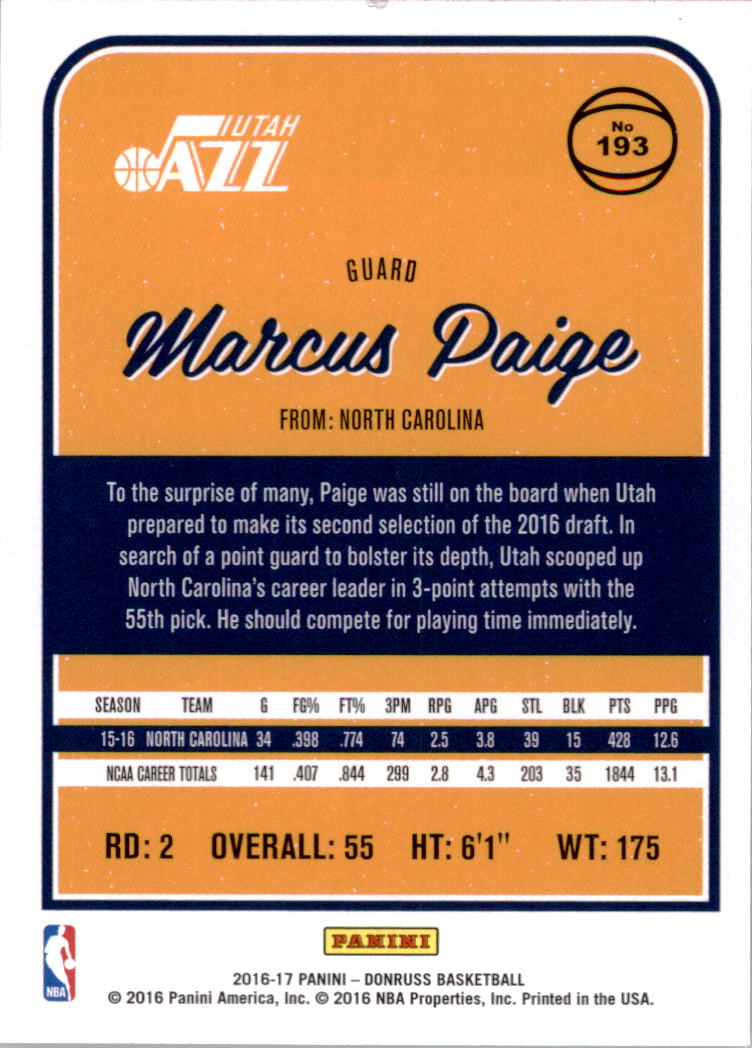 UTAH
JAZZ
No
193
GUARD
Marcus Paige
FROM: NORTH CAROLINA
To the surprise of many, Paige was still on the board when Utah
prepared to make its second selection of the 2016 draft. In
search of a point guard to bolster its depth, Utah scooped up
North Carolina's career leader in 3-point attempts with the
55th pick. He should compete for playing time immediately.
SEASON TEAM G FG% FT% 3PM RPG APG STL BLK PTS PPG
15-16 NORTH CAROLINA 34 .398 .774 74 2.5 3.8 39 15 428 12.6
NCAA CAREER TOTALS 141 .407 .844 299 2.8 4.3 203 35 1844 13.1
RD: 2 OVERALL: 55 HT: 6'1" WT: 175
NBA
PANINI
2016-17 PANINI – DONRUSS BASKETBALL
© 2016 Panini America, Inc. © 2016 NBA Properties, Inc. Printed in the USA.